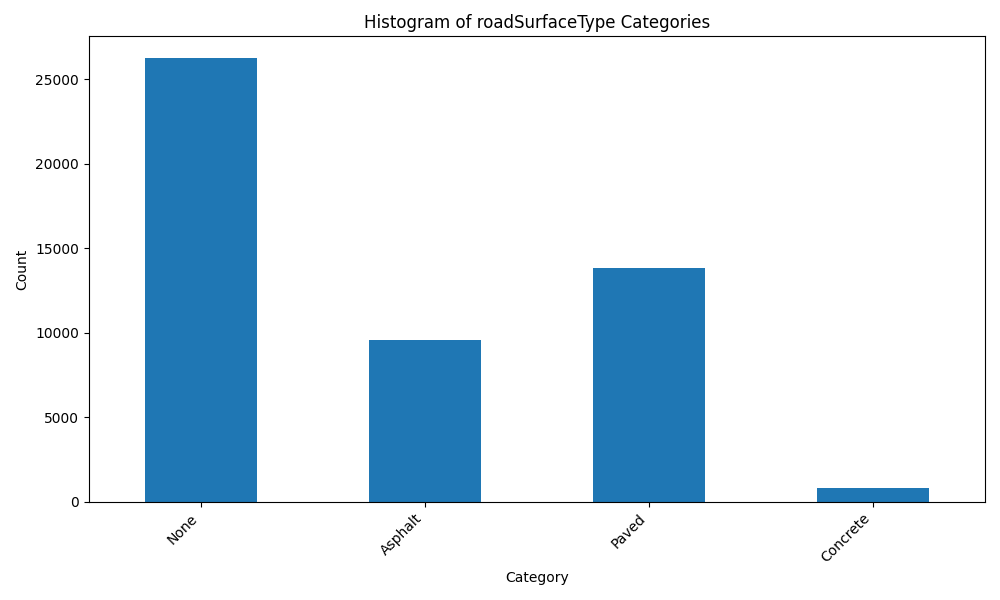 Histogram of roadSurfaceType Categories
Count
25000
20000
15000
10000
5000
0
None
Asphalt
Paved
Concrete
Category